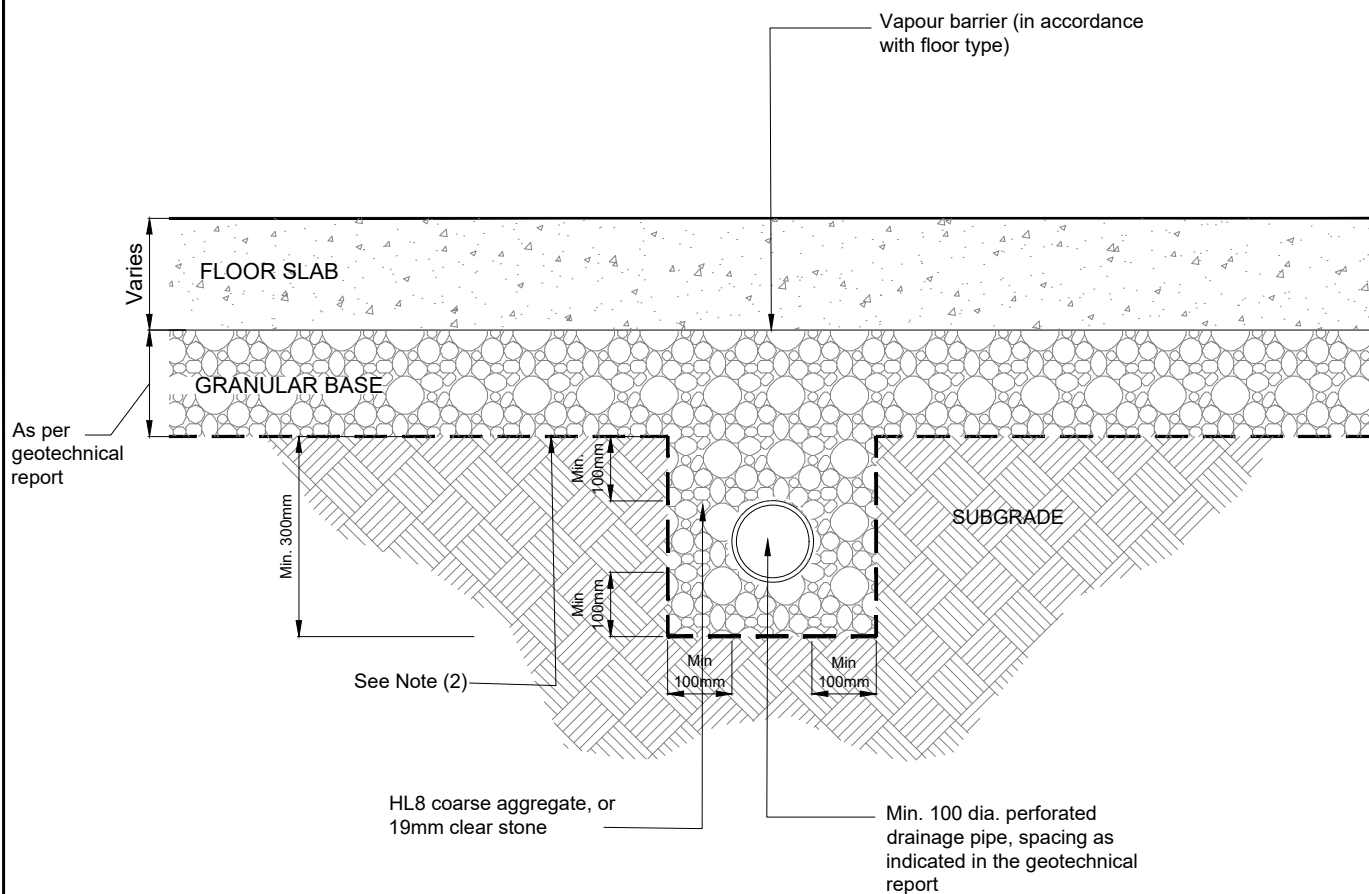 Vapour barrier (in accordance
with floor type)
Varies
FLOOR SLAB
GRANULAR BASE
As per
geotechnical
report
Min.
100mm
Min. 300mm
SUBGRADE
Min
100mm
Min
100mm
Min
100mm
See Note (2)
HL8 coarse aggregate, or
19mm clear stone
Min. 100 dia. perforated
drainage pipe, spacing as
indicated in the geotechnical
report